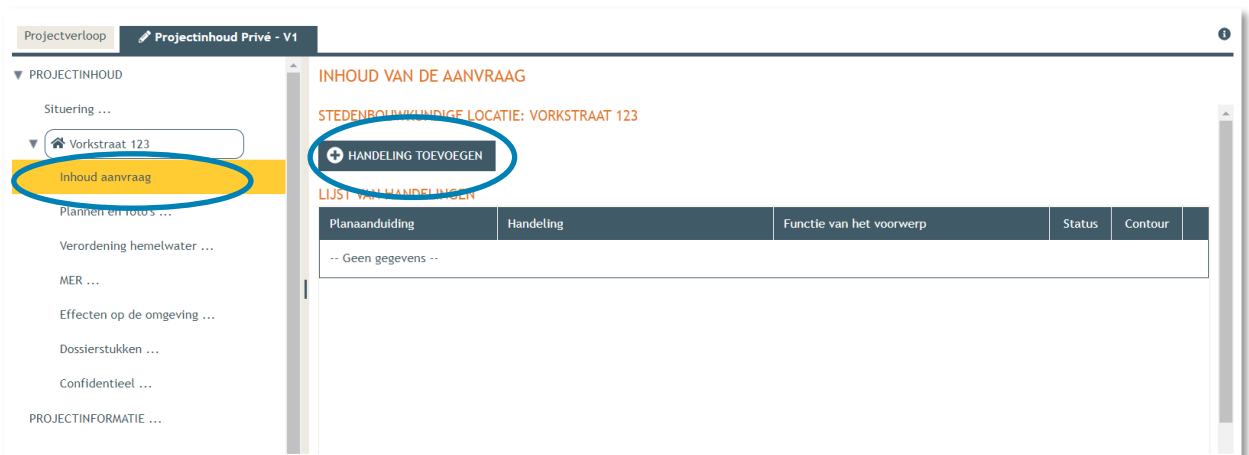 Projectverloop
Projectinhoud Privé - V1
PROJECTINHOUD
Situering ...
Vorkstraat 123
Inhoud aanvraag
Plannen en foto's ...
Verordening hemelwater ...
MER ...
Effecten op de omgeving ...
Dossierstukken ...
Confidentieel ...
PROJECTINFORMATIE ...
INHOUD VAN DE AANVRAAG
STEDENBOUWKUNDIGE LOCATIE: VORKSTRAAT 123
HANDELING TOEVOEGEN
LIJST VAN HANDELINGEN
Planaanduiding Handeling Functie van het voorwerp Status Contour
-- Geen gegevens --